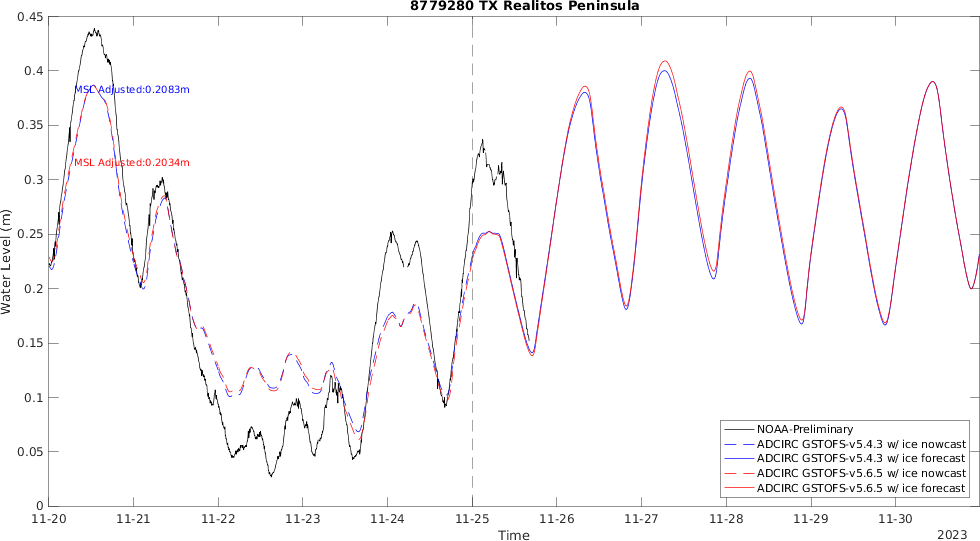 8779280 TX Realitos Peninsula
0.45
0.4
0.35
0.3
0.25
0.2
0.15
0.1
0.05
0
Water Level (m)
MSL Adjusted:0.2083m
MSL Adjusted:0.2034m
NOAA-Preliminary
ADCIRC GSTOFS-v5.4.3 w/ ice nowcast
ADCIRC GSTOFS-v5.4.3 w/ ice forecast
ADCIRC GSTOFS-v5.6.5 w/ ice nowcast
ADCIRC GSTOFS-v5.6.5 w/ ice forecast
11-20 11-21 11-22 11-23 11-24 11-25 11-26 11-27 11-28 11-29 11-30
Time
2023